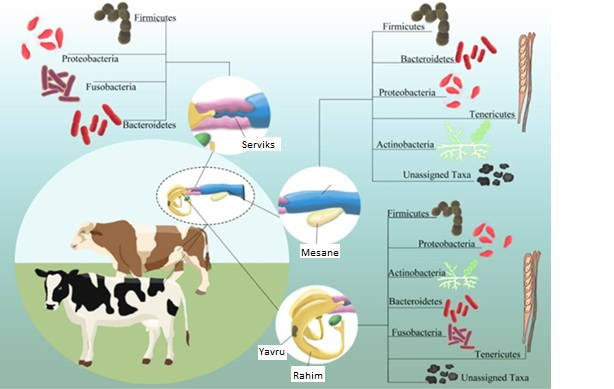 Firmicutes
Proteobacteria
Fusobacteria
Bacteroidetes
Serviks
Firmicutes
Bacteroidetes
Proteobacteria
Tenericutes
Actinobacteria
Unassigned Taxa
Mesane
Firmicutes
Proteobacteria
Actinobacteria
Bacteroidetes
Fusobacteria
Tenericutes
Unassigned Taxa
Yavru
Rahim